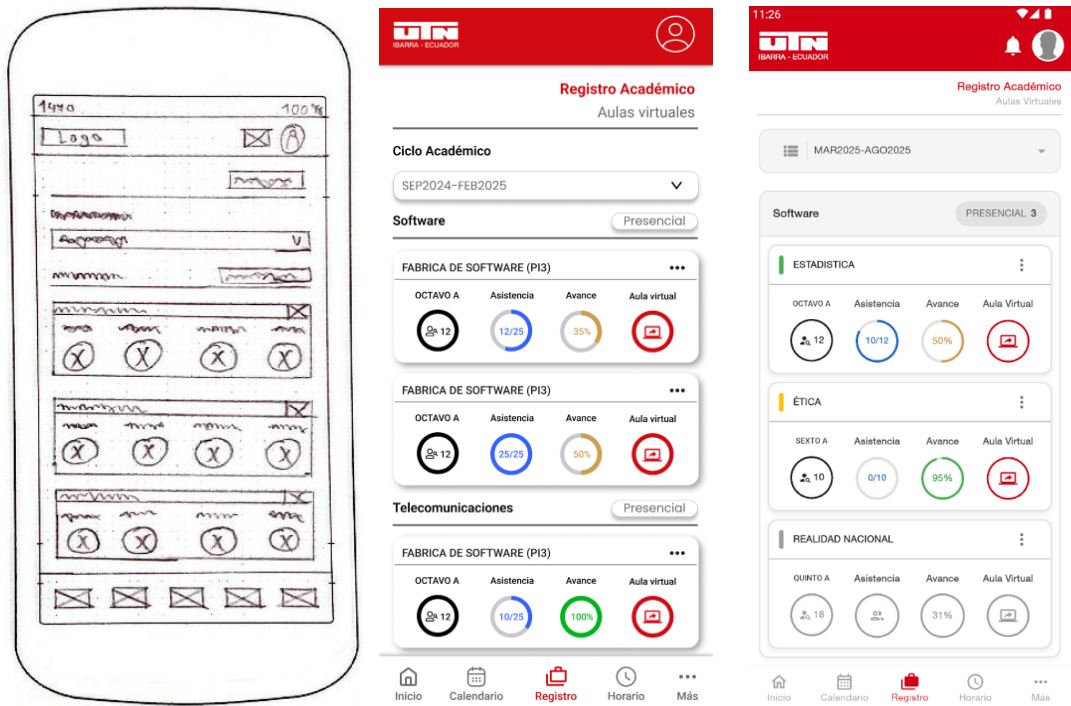 1470
100%
Logo
X X X X
X X X X
X X X X
UTN
IBARRA - ECUADOR
Registro Académico
Aulas virtuales
Ciclo Académico
SEP2024-FEB2025
Software Presencial
FABRICA DE SOFTWARE (PI3)
OCTAVO A Asistencia Avance Aula virtual
12 12/25 35%
FABRICA DE SOFTWARE (PI3)
OCTAVO A Asistencia Avance Aula virtual
12 25/25 50%
Telecomunicaciones Presencial
FABRICA DE SOFTWARE (PI3)
OCTAVO A Asistencia Avance Aula virtual
12 10/25 100%
Inicio Calendario Registro Horario Más
11:26
UTN
IBARRA - ECUADOR
Registro Académico
Aulas Virtuales
MAR2025-AGO2025
Software PRESENCIAL 3
ESTADISTICA
OCTAVO A Asistencia Avance Aula Virtual
12 10/12 50%
ÉTICA
SEXTO A Asistencia Avance Aula Virtual
10 0/10 95%
REALIDAD NACIONAL
QUINTO A Asistencia Avance Aula Virtual
18 31%
Inicio Calendario Registro Horario Más